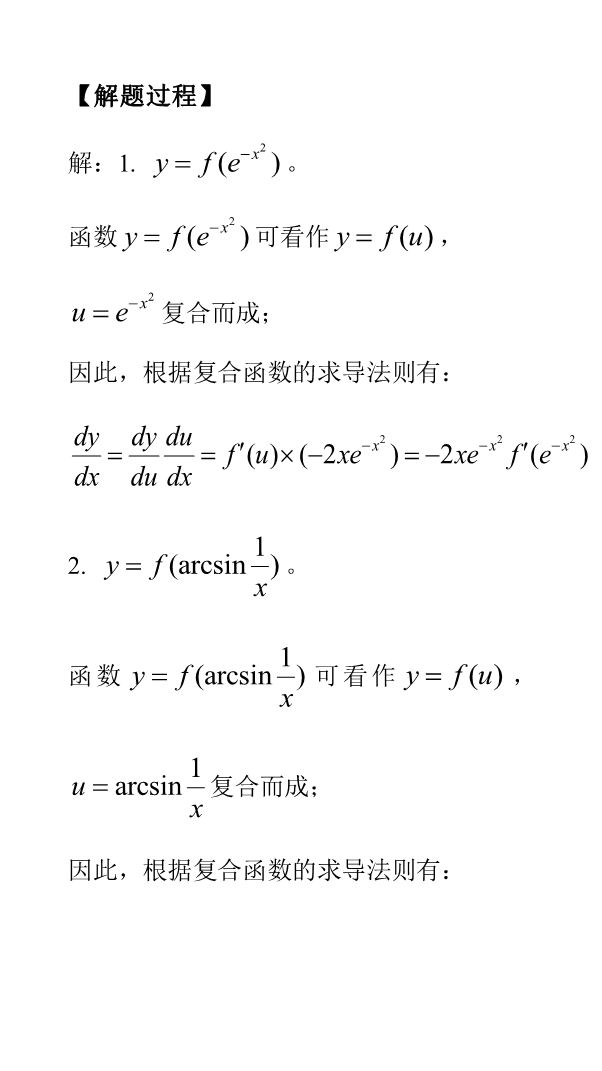 【解题过程】
解：1. y = f(e^{-x^2})。
函数 y = f(e^{-x^2}) 可看作 y = f(u)，
u = e^{-x^2} 复合而成；
因此，根据复合函数的求导法则有：
\frac{dy}{dx} = \frac{dy}{du}\frac{du}{dx} = f'(u)×(-2xe^{-x^2}) = -2xe^{-x^2}f'(e^{-x^2})
2. y = f(arcsin\frac{1}{x})。
函数 y = f(arcsin\frac{1}{x}) 可看作 y = f(u)，
u = arcsin\frac{1}{x} 复合而成；
因此，根据复合函数的求导法则有：